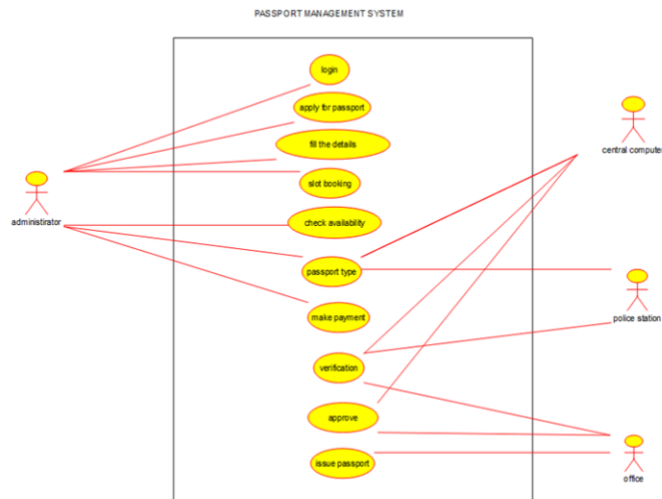 PASSPORT MANAGEMENT SYSTEM
login
apply for passport
fill the details
slot booking
check availability
passport type
make payment
verification
approve
issue passport
administirator
central computer
police station
office